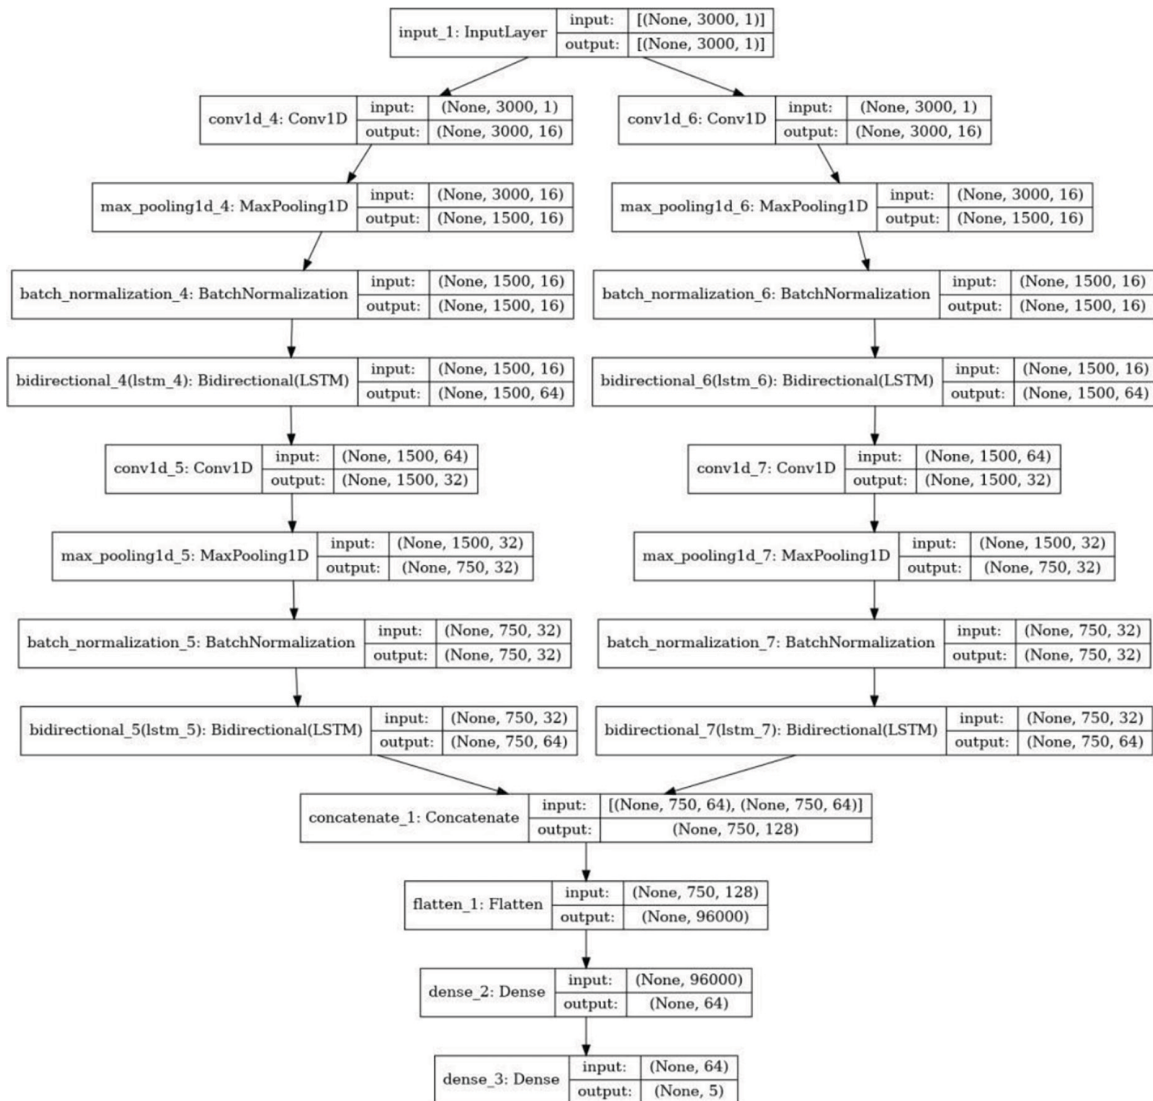 input_1: InputLayer
input: [(None, 3000, 1)]
output: [(None, 3000, 1)]
conv1d_4: Conv1D
input: (None, 3000, 1)
output: (None, 3000, 16)
conv1d_6: Conv1D
input: (None, 3000, 1)
output: (None, 3000, 16)
max_pooling1d_4: MaxPooling1D
input: (None, 3000, 16)
output: (None, 1500, 16)
max_pooling1d_6: MaxPooling1D
input: (None, 3000, 16)
output: (None, 1500, 16)
batch_normalization_4: BatchNormalization
input: (None, 1500, 16)
output: (None, 1500, 16)
batch_normalization_6: BatchNormalization
input: (None, 1500, 16)
output: (None, 1500, 16)
bidirectional_4(lstm_4): Bidirectional(LSTM)
input: (None, 1500, 16)
output: (None, 1500, 64)
bidirectional_6(lstm_6): Bidirectional(LSTM)
input: (None, 1500, 16)
output: (None, 1500, 64)
conv1d_5: Conv1D
input: (None, 1500, 64)
output: (None, 1500, 32)
conv1d_7: Conv1D
input: (None, 1500, 64)
output: (None, 1500, 32)
max_pooling1d_5: MaxPooling1D
input: (None, 1500, 32)
output: (None, 750, 32)
max_pooling1d_7: MaxPooling1D
input: (None, 1500, 32)
output: (None, 750, 32)
batch_normalization_5: BatchNormalization
input: (None, 750, 32)
output: (None, 750, 32)
batch_normalization_7: BatchNormalization
input: (None, 750, 32)
output: (None, 750, 32)
bidirectional_5(lstm_5): Bidirectional(LSTM)
input: (None, 750, 32)
output: (None, 750, 64)
bidirectional_7(lstm_7): Bidirectional(LSTM)
input: (None, 750, 32)
output: (None, 750, 64)
concatenate_1: Concatenate
input: [(None, 750, 64), (None, 750, 64)]
output: (None, 750, 128)
flatten_1: Flatten
input: (None, 750, 128)
output: (None, 96000)
dense_2: Dense
input: (None, 96000)
output: (None, 64)
dense_3: Dense
input: (None, 64)
output: (None, 5)